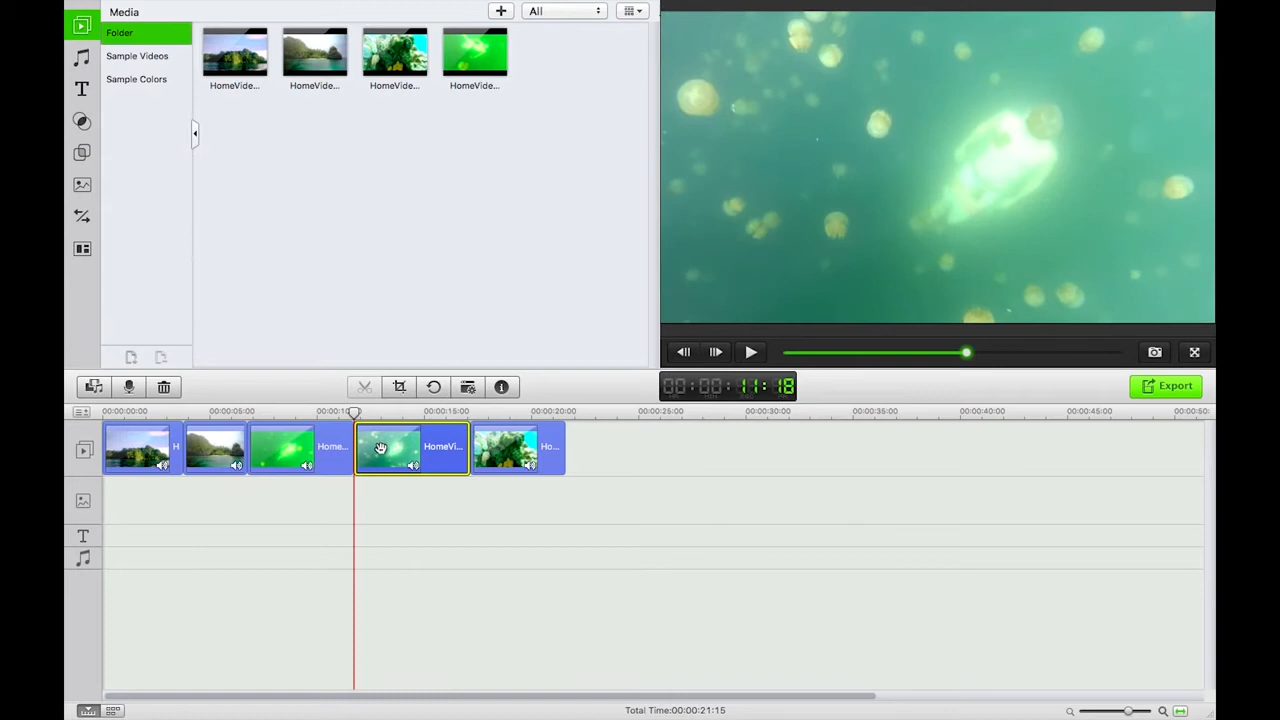 Media
All
Folder
Sample Videos
Sample Colors
HomeVide...
HomeVide...
HomeVide...
HomeVide...
00:00:11:18
Export
00:00:00:00
00:00:05:00
00:00:10:
00:00:15:00
00:00:20:00
00:00:25:00
00:00:30:00
00:00:35:00
00:00:40:00
00:00:45:00
00:00:50:
H
Home...
HomeVi...
Ho...
T
Total Time:00:00:21:15